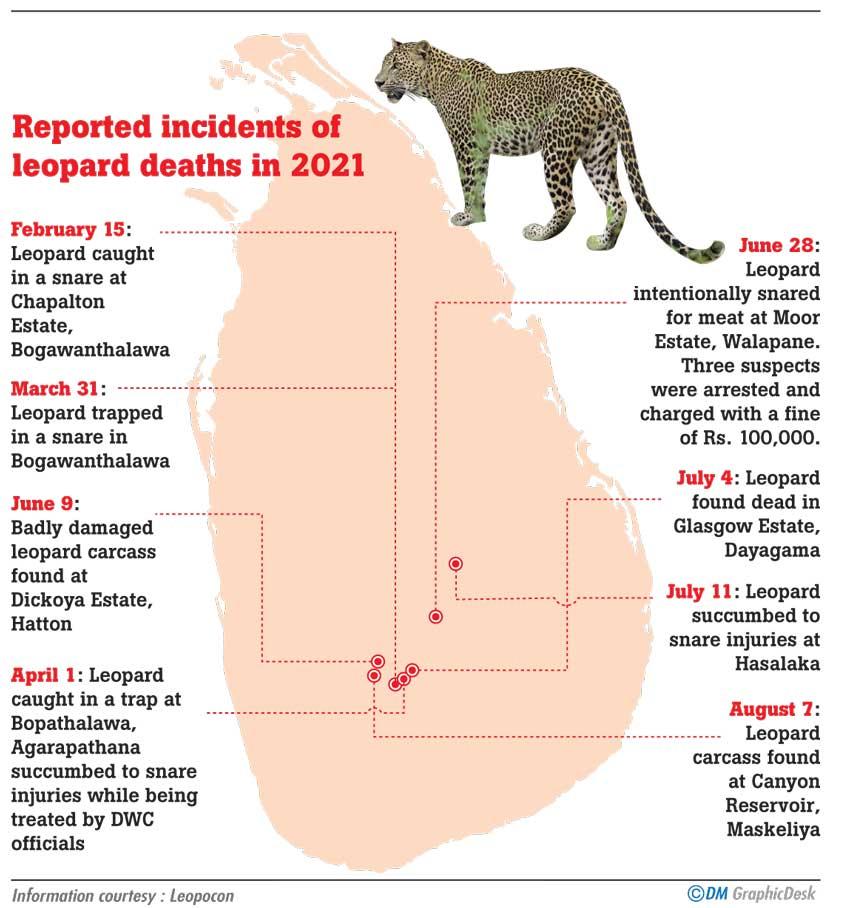 Reported incidents of
leopard deaths in 2021
February 15:
Leopard caught
in a snare at
Chapalton
Estate,
Bogawanthalawa
March 31:
Leopard trapped
in a snare in
Bogawanthalawa
June 9:
Badly damaged
leopard carcass
found at
Dickoya Estate,
Hatton
April 1: Leopard
caught in a trap at
Bopathalawa,
Agarapathana
succumbed to snare
injuries while being
treated by DWC
officials
June 28:
Leopard
intentionally snared
for meat at Moor
Estate, Walapane.
Three suspects
were arrested and
charged with a fine
of Rs. 100,000.
July 4: Leopard
found dead in
Glasgow Estate,
Dayagama
July 11: Leopard
succumbed to
snare injuries at
Hasalaka
August 7:
Leopard
carcass found
at Canyon
Reservoir,
Maskeliya
Information courtesy : Leopocon
©DM GraphicDesk